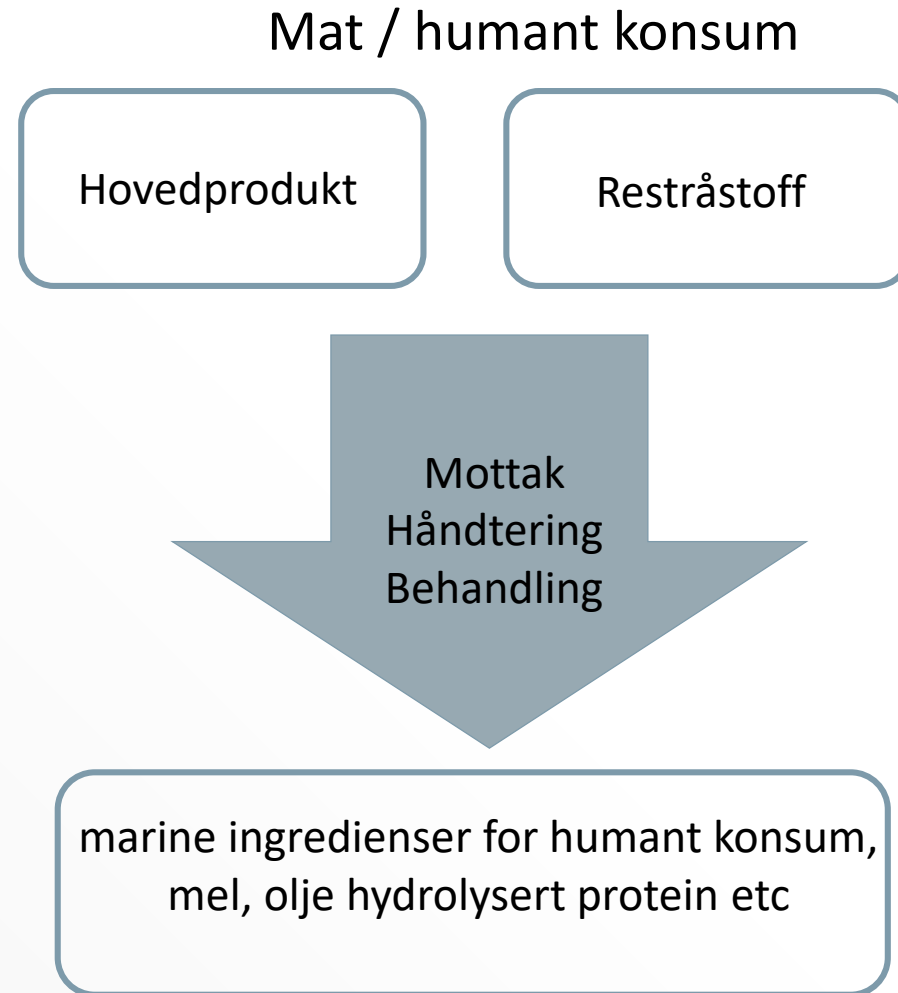 Mat / humant konsum
Hovedprodukt
Restråstoff
Mottak
Håndtering
Behandling
marine ingredienser for humant konsum,
mel, olje hydrolysert protein etc